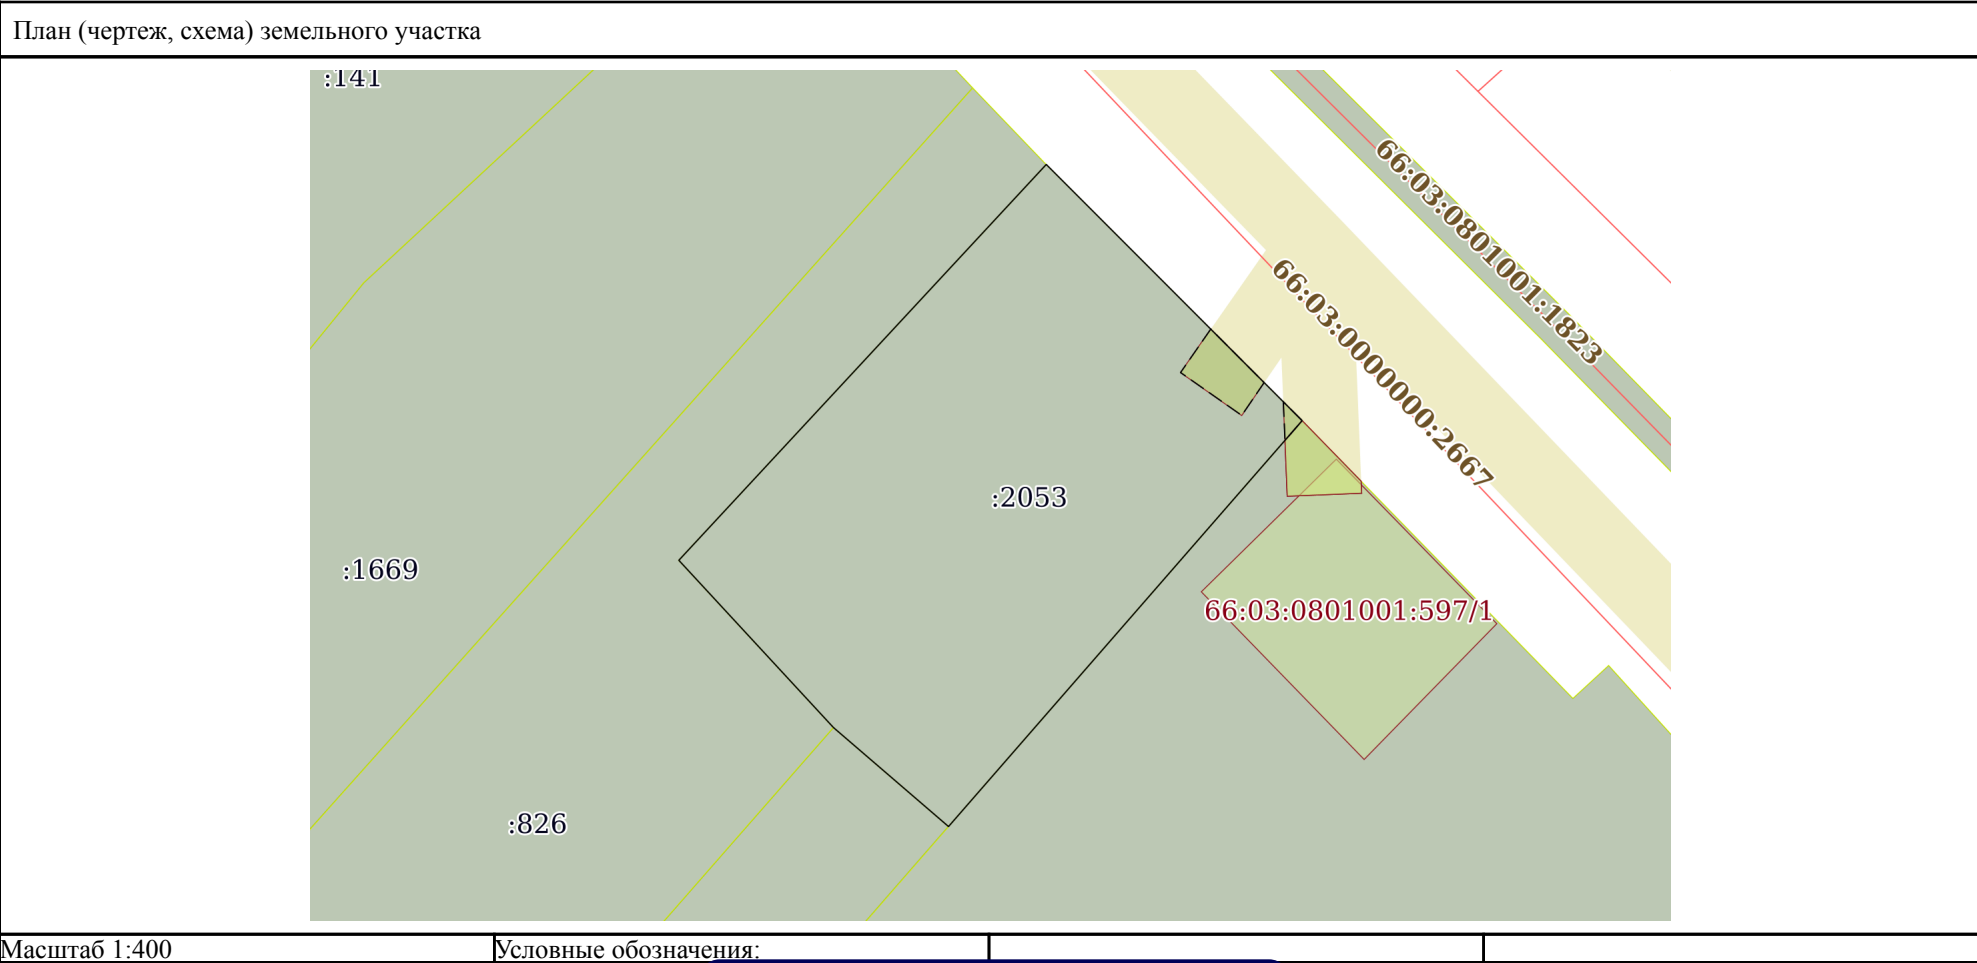 План (чертеж, схема) земельного участка
:141
66:03:0801001:1823
66:03:0000000:2667
:2053
:1669
66:03:0801001:597/1
:826
Масштаб 1:400
Условные обозначения: